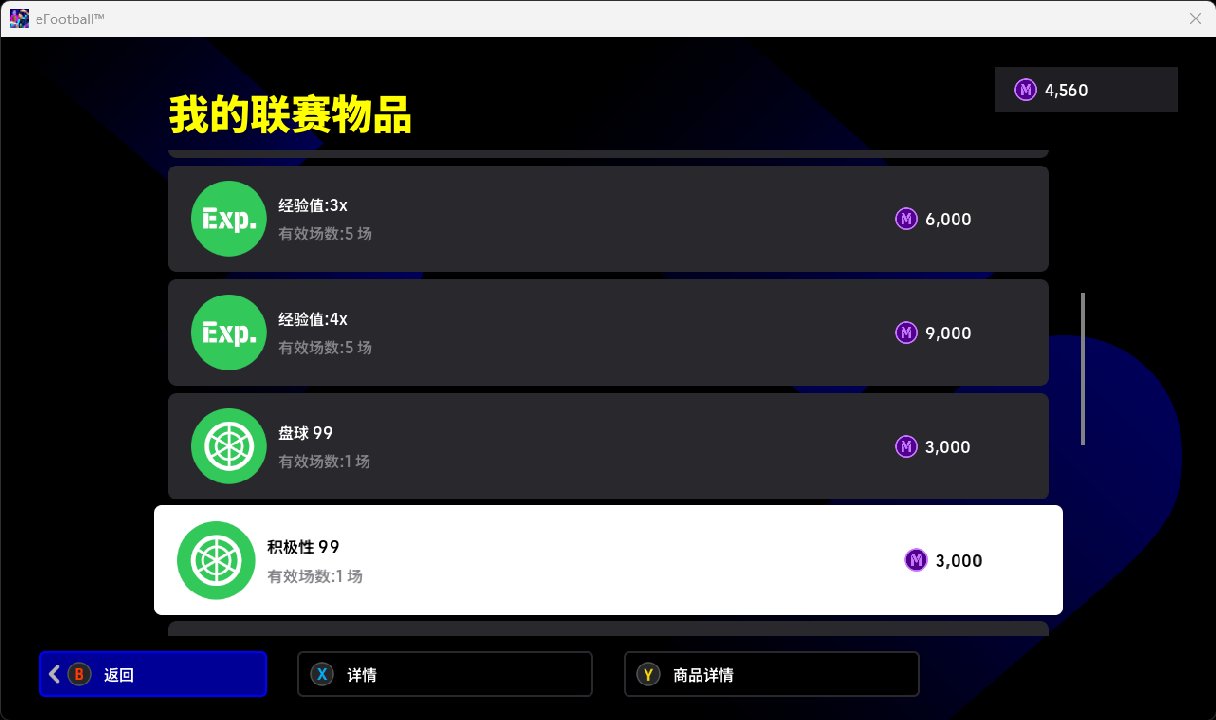 eFootball™
M 4,560
我的联赛物品
Exp.
经验值:3x
有效场数:5 场
M 6,000
Exp.
经验值:4x
有效场数:5 场
M 9,000
盘球 99
有效场数:1 场
M 3,000
积极性 99
有效场数:1 场
M 3,000
B 返回
X 详情
Y 商品详情